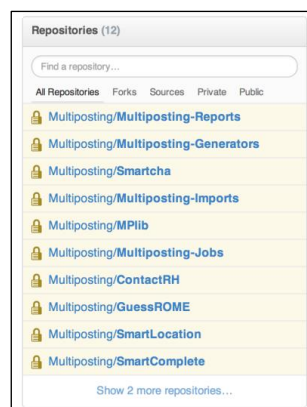 Repositories (12)
Find a repository…
All Repositories Forks Sources Private Public
Multiposting/Multiposting-Reports
Multiposting/Multiposting-Generators
Multiposting/Smartcha
Multiposting/Multiposting-Imports
Multiposting/MPlib
Multiposting/Multiposting-Jobs
Multiposting/ContactRH
Multiposting/GuessROME
Multiposting/SmartLocation
Multiposting/SmartComplete
Show 2 more repositories…